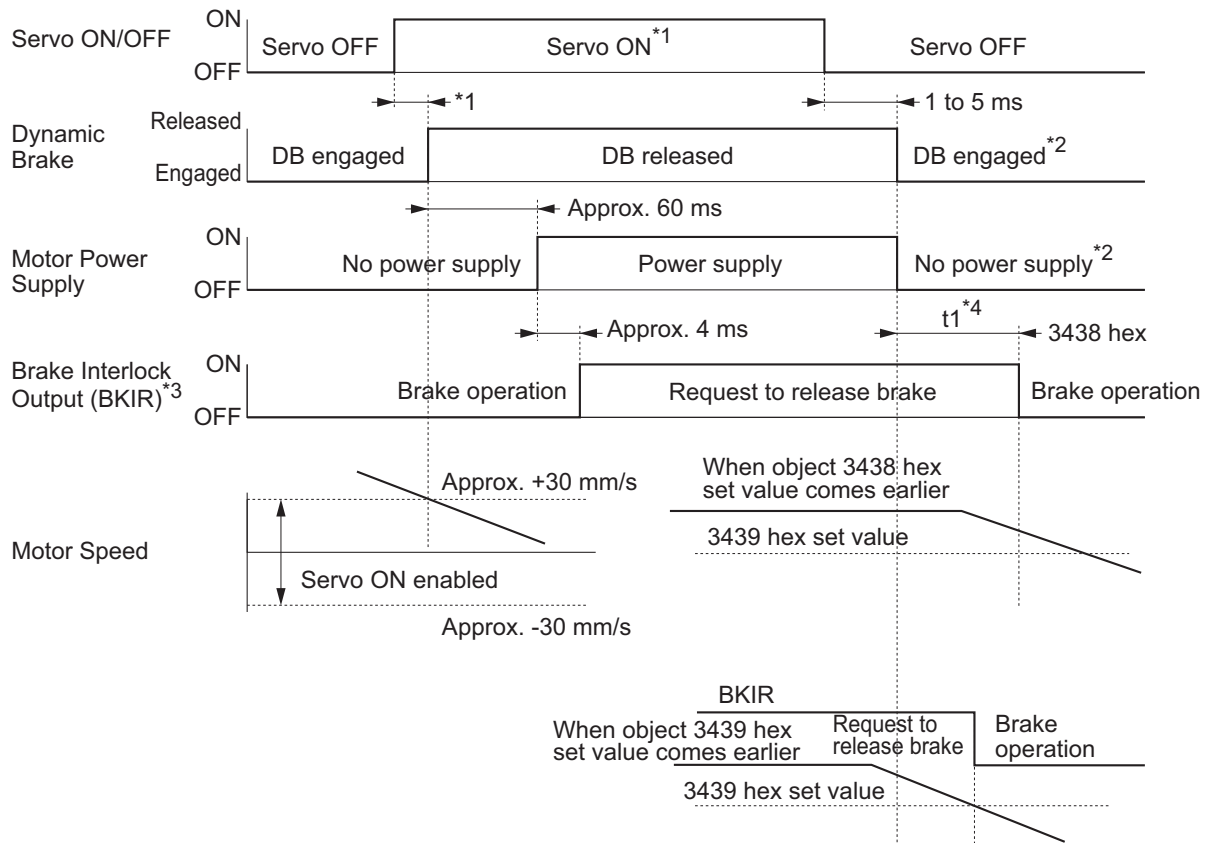 Servo ON/OFF
ON
OFF
Servo OFF
Servo ON*1
Servo OFF
*1
1 to 5 ms
Dynamic
Brake
Released
Engaged
DB engaged
DB released
DB engaged*2
Approx. 60 ms
Motor Power
Supply
ON
OFF
No power supply
Power supply
No power supply*2
Approx. 4 ms
t1*4
3438 hex
Brake Interlock
Output (BKIR)*3
ON
OFF
Brake operation
Request to release brake
Brake operation
Motor Speed
Approx. +30 mm/s
Servo ON enabled
Approx. -30 mm/s
When object 3438 hex
set value comes earlier
3439 hex set value
BKIR
When object 3439 hex
set value comes earlier
Request to
release brake
Brake
operation
3439 hex set value